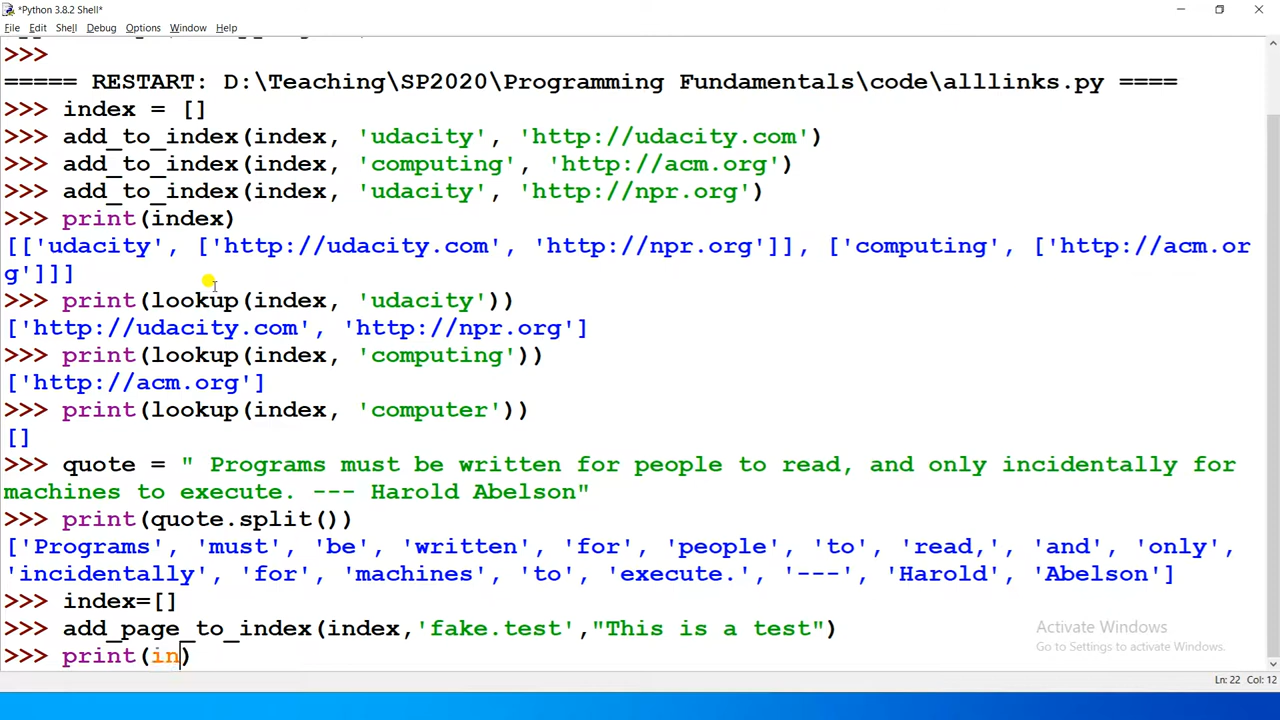 *Python 3.8.2 Shell*
File Edit Shell Debug Options Window Help
>>>
===== RESTART: D:\Teaching\SP2020\Programming Fundamentals\code\alllinks.py ====
>>> index = []
>>> add_to_index(index, 'udacity', 'http://udacity.com')
>>> add_to_index(index, 'computing', 'http://acm.org')
>>> add_to_index(index, 'udacity', 'http://npr.org')
>>> print(index)
[['udacity', ['http://udacity.com', 'http://npr.org']], ['computing', ['http://acm.or
g']]]
>>> print(lookup(index, 'udacity'))
['http://udacity.com', 'http://npr.org']
>>> print(lookup(index, 'computing'))
['http://acm.org']
>>> print(lookup(index, 'computer'))
[]
>>> quote = " Programs must be written for people to read, and only incidentally for
machines to execute. --- Harold Abelson"
>>> print(quote.split())
['Programs', 'must', 'be', 'written', 'for', 'people', 'to', 'read,', 'and', 'only',
'incidentally', 'for', 'machines', 'to', 'execute.', '---', 'Harold', 'Abelson']
>>> index=[]
>>> add_page_to_index(index,'fake.test',"This is a test")
>>> print(in)
Activate Windows
Go to Settings to activate Windows.
Ln: 22 Col: 12